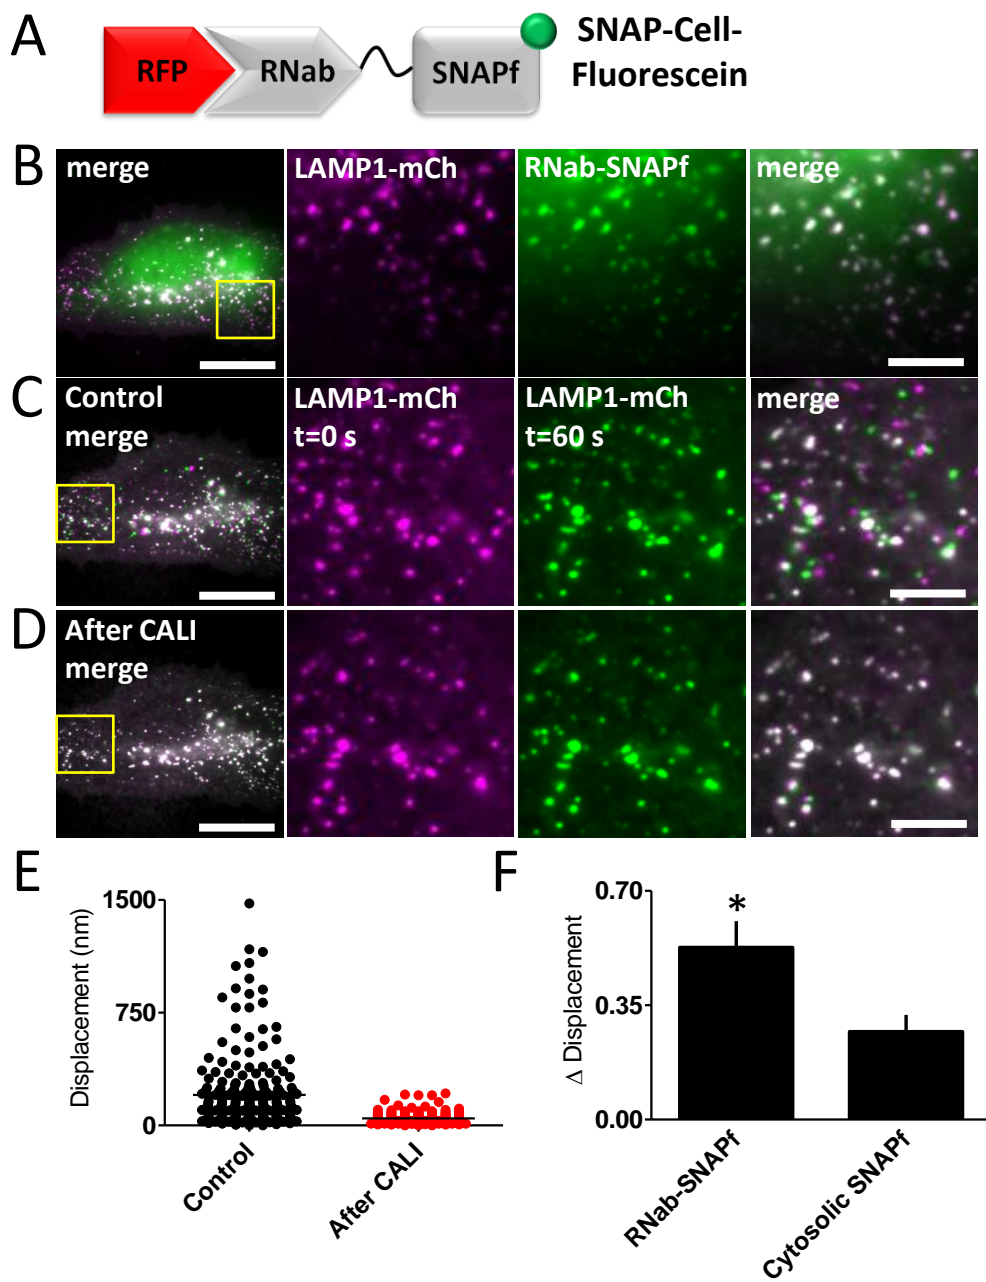 A
RFP
RNab
SNAPf
SNAP-Cell-
Fluorescein
B
merge
LAMP1-mCh
RNab-SNAPf
merge
C
Control
merge
LAMP1-mCh
t=0 s
LAMP1-mCh
t=60 s
merge
D
After CALI
merge
E
Displacement (nm)
1500
750
0
Control
After CALI
F
Δ Displacement
0.70
0.35
0.00
*
RNab-SNAPf
Cytosolic SNAPf